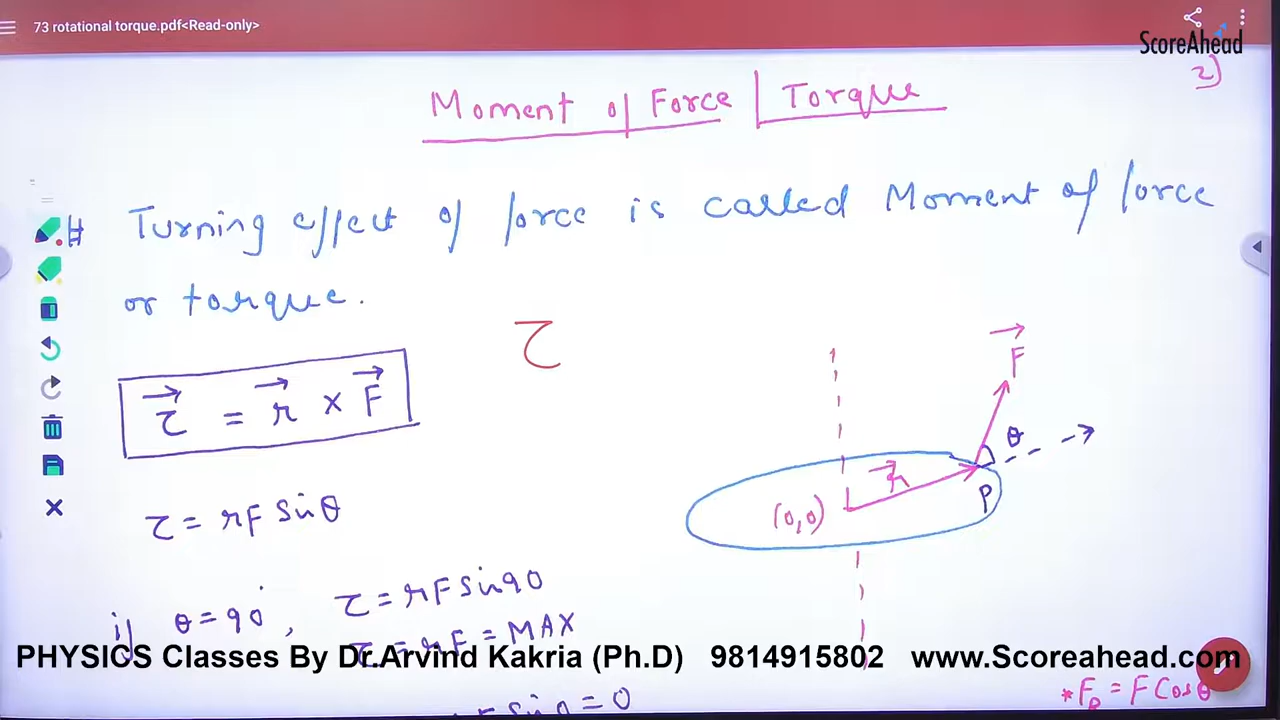 73 rotational torque.pdf<Read-only>
ScoreAhead
2)
Moment of Force | Torque
# Turning effect of force is called Moment of force
or torque.
τ
τ = r × F
F
θ
r
(0,0)
P
τ = rF Sinθ
if θ = 90°, τ = rF Sin90
τ = rF = MAX
PHYSICS Classes By Dr.Arvind Kakria (Ph.D) 9814915802 www.Scoreahead.com
*F_R = F Cosθ
= 0